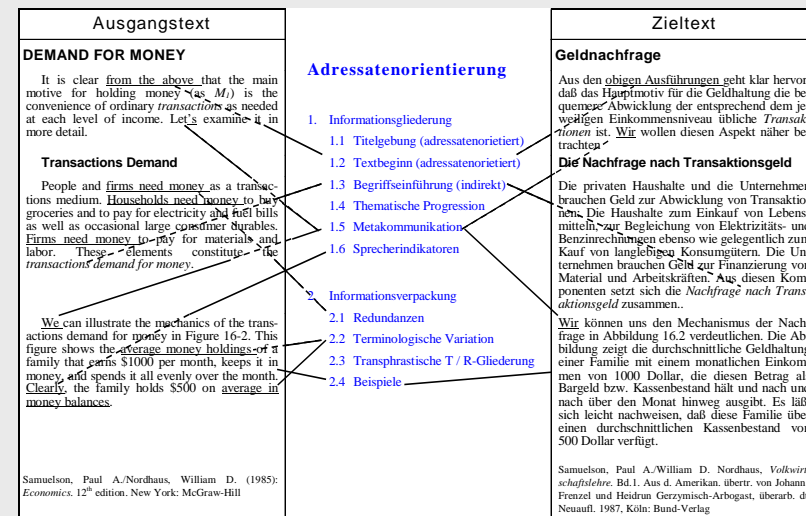 Ausgangstext
DEMAND FOR MONEY
It is clear from the above that the main
motive for holding money (as M1) is the
convenience of ordinary transactions as needed
at each level of income. Let's examine it in
more detail.
Transactions Demand
People and firms need money as a transac-
tions medium. Households need money to buy
groceries and to pay for electricity and fuel bills
as well as occasional large consumer durables.
Firms need money to pay for materials and
labor. These elements constitute the
transactions demand for money.
We can illustrate the mechanics of the trans-
actions demand for money in Figure 16-2. This
figure shows the average money holdings of a
family that earns $1000 per month, keeps it in
money, and spends it all evenly over the month.
Clearly, the family holds $500 on average in
money balances.
Samuelson, Paul A./Nordhaus, William D. (1985):
Economics. 12th edition. New York: McGraw-Hill
Adressatenorientierung
1. Informationsgliederung
1.1 Titelgebung (adressatenorietiert)
1.2 Textbeginn (adressatenorietiert)
1.3 Begriffseinführung (indirekt)
1.4 Thematische Progression
1.5 Metakommunikation
1.6 Sprecherindikatoren
2. Informationsverpackung
2.1 Redundanzen
2.2 Terminologische Variation
2.3 Transphrastische T / R-Gliederung
2.4 Beispiele
Zieltext
Geldnachfrage
Aus den obigen Ausführungen geht klar hervor
daß das Hauptmotiv für die Geldhaltung die be
quemere Abwicklung der entsprechend dem je
weiligen Einkommensniveau übliche Transak
tionen ist. Wir wollen diesen Aspekt näher be
trachten
Die Nachfrage nach Transaktionsgeld
Die privaten Haushalte und die Unternehmen
brauchen Geld zur Abwicklung von Transaktio
nen. Die Haushalte zum Einkauf von Lebens
mitteln, zur Begleichung von Elektrizitäts- und
Benzinrechnungen ebenso wie gelegentlich zum
Kauf von langlebigen Konsumgütern. Die Un
ternehmen brauchen Geld zur Finanzierung von
Material und Arbeitskräften. Aus diesen Kom
ponenten setzt sich die Nachfrage nach Trans
aktionsgeld zusammen..
Wir können uns den Mechanismus der Nach
frage in Abbildung 16.2 verdeutlichen. Die Ab
bildung zeigt die durchschnittliche Geldhaltung
einer Familie mit einem monatlichen Einkom
men von 1000 Dollar, die diesen Betrag als
Bargeld bzw. Kassenbestand hält und nach und
nach über den Monat hinweg ausgibt. Es läß
sich leicht nachweisen, daß diese Familie übe
einen durchschnittlichen Kassenbestand von
500 Dollar verfügt.
Samuelson, Paul A./William D. Nordhaus, Volkwirt
schaftslehre. Bd.1. Aus d. Amerikan. übertr. von Johann
Frenzel und Heidrun Gerzymisch-Arbogast, überarb. dt
Neuaufl. 1987, Köln: Bund-Verlag